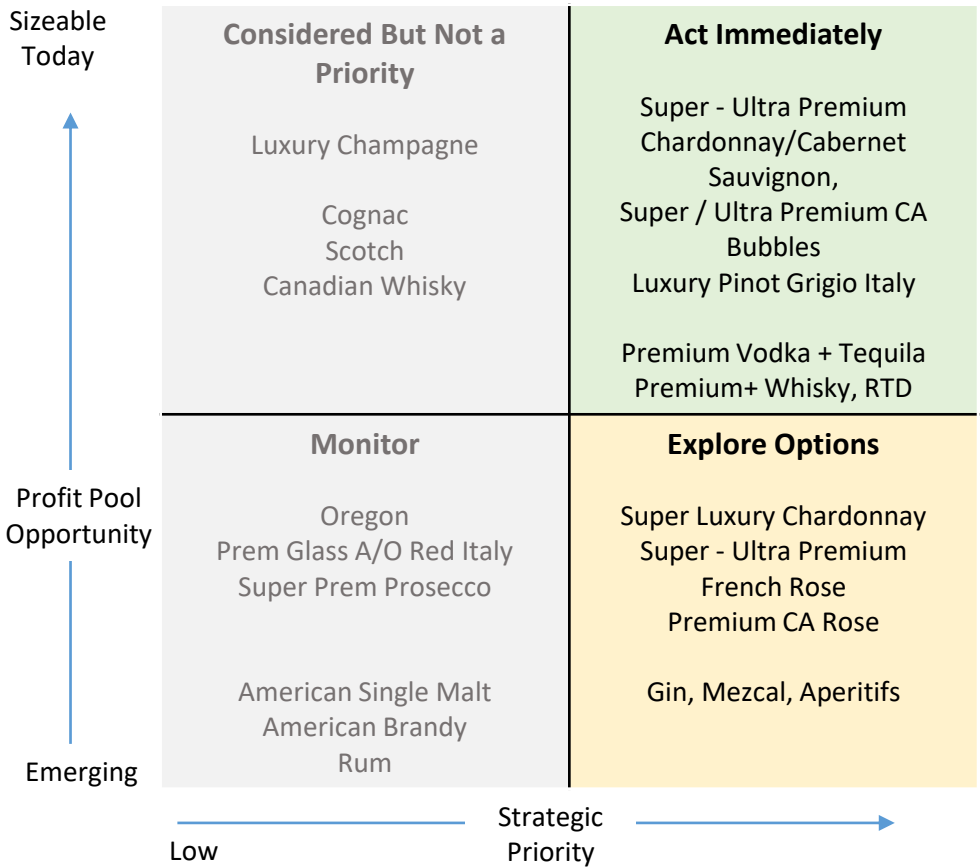 Sizeable
Today
Considered But Not a
Priority
Luxury Champagne
Cognac
Scotch
Canadian Whisky
Act Immediately
Super - Ultra Premium
Chardonnay/Cabernet
Sauvignon,
Super / Ultra Premium CA
Bubbles
Luxury Pinot Grigio Italy
Premium Vodka + Tequila
Premium+ Whisky, RTD
Profit Pool
Opportunity
Monitor
Oregon
Prem Glass A/O Red Italy
Super Prem Prosecco
American Single Malt
American Brandy
Rum
Explore Options
Super Luxury Chardonnay
Super - Ultra Premium
French Rose
Premium CA Rose
Gin, Mezcal, Aperitifs
Emerging
Low
Strategic
Priority